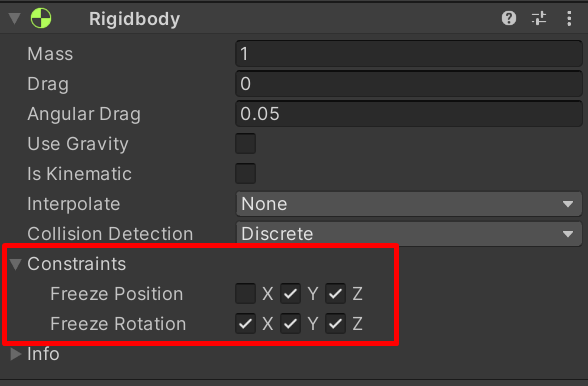 Rigidbody
Mass 1
Drag 0
Angular Drag 0.05
Use Gravity
Is Kinematic
Interpolate None
Collision Detection Discrete
Constraints
Freeze Position X Y Z
Freeze Rotation X Y Z
Info